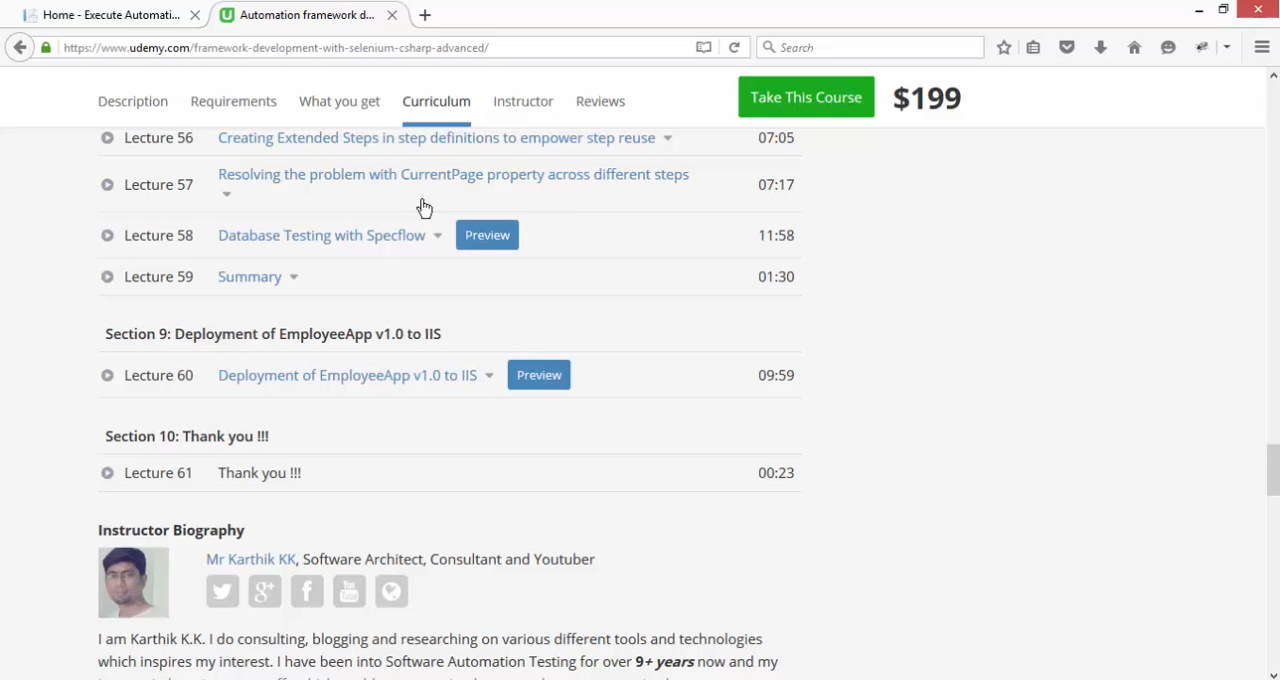 Home - Execute Automati...
Automation framework d...
https://www.udemy.com/framework-development-with-selenium-csharp-advanced/
Search
Description Requirements What you get Curriculum Instructor Reviews
Take This Course $199
Lecture 56 Creating Extended Steps in step definitions to empower step reuse 07:05
Lecture 57 Resolving the problem with CurrentPage property across different steps 07:17
Lecture 58 Database Testing with Specflow Preview 11:58
Lecture 59 Summary 01:30
Section 9: Deployment of EmployeeApp v1.0 to IIS
Lecture 60 Deployment of EmployeeApp v1.0 to IIS Preview 09:59
Section 10: Thank you !!!
Lecture 61 Thank you !!! 00:23
Instructor Biography
Mr Karthik KK, Software Architect, Consultant and Youtuber
You Tube
I am Karthik K.K. I do consulting, blogging and researching on various different tools and technologies
which inspires my interest. I have been into Software Automation Testing for over 9+ years now and my